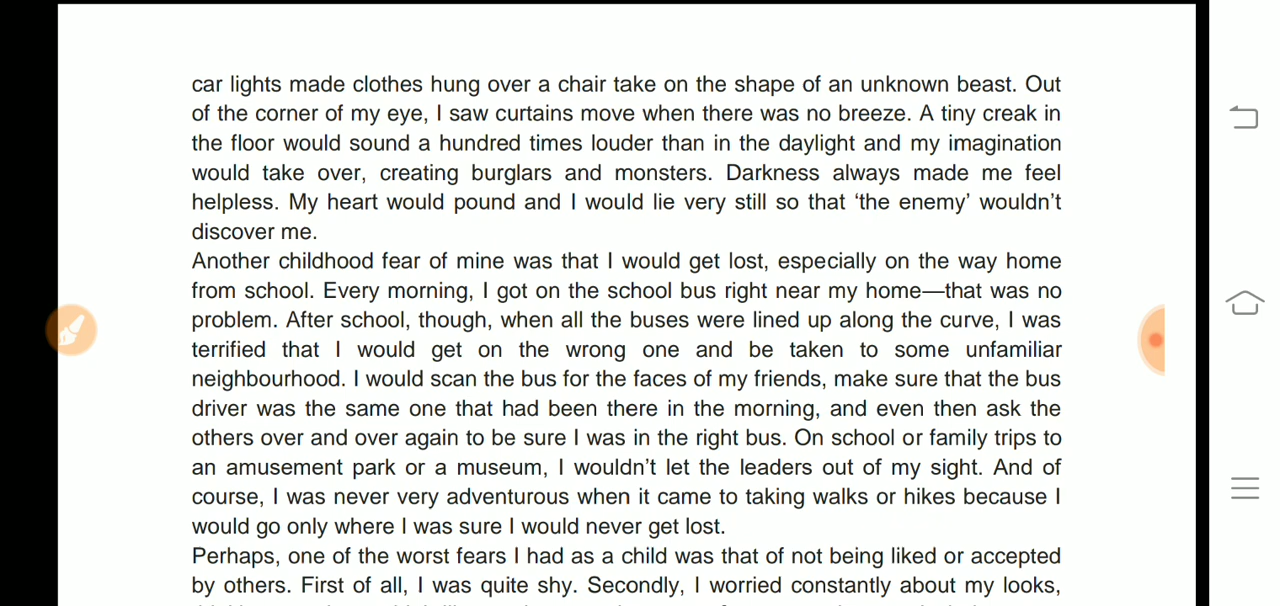 car lights made clothes hung over a chair take on the shape of an unknown beast. Out
of the corner of my eye, I saw curtains move when there was no breeze. A tiny creak in
the floor would sound a hundred times louder than in the daylight and my imagination
would take over, creating burglars and monsters. Darkness always made me feel
helpless. My heart would pound and I would lie very still so that ‘the enemy’ wouldn’t
discover me.
Another childhood fear of mine was that I would get lost, especially on the way home
from school. Every morning, I got on the school bus right near my home—that was no
problem. After school, though, when all the buses were lined up along the curve, I was
terrified that I would get on the wrong one and be taken to some unfamiliar
neighbourhood. I would scan the bus for the faces of my friends, make sure that the bus
driver was the same one that had been there in the morning, and even then ask the
others over and over again to be sure I was in the right bus. On school or family trips to
an amusement park or a museum, I wouldn’t let the leaders out of my sight. And of
course, I was never very adventurous when it came to taking walks or hikes because I
would go only where I was sure I would never get lost.
Perhaps, one of the worst fears I had as a child was that of not being liked or accepted
by others. First of all, I was quite shy. Secondly, I worried constantly about my looks,